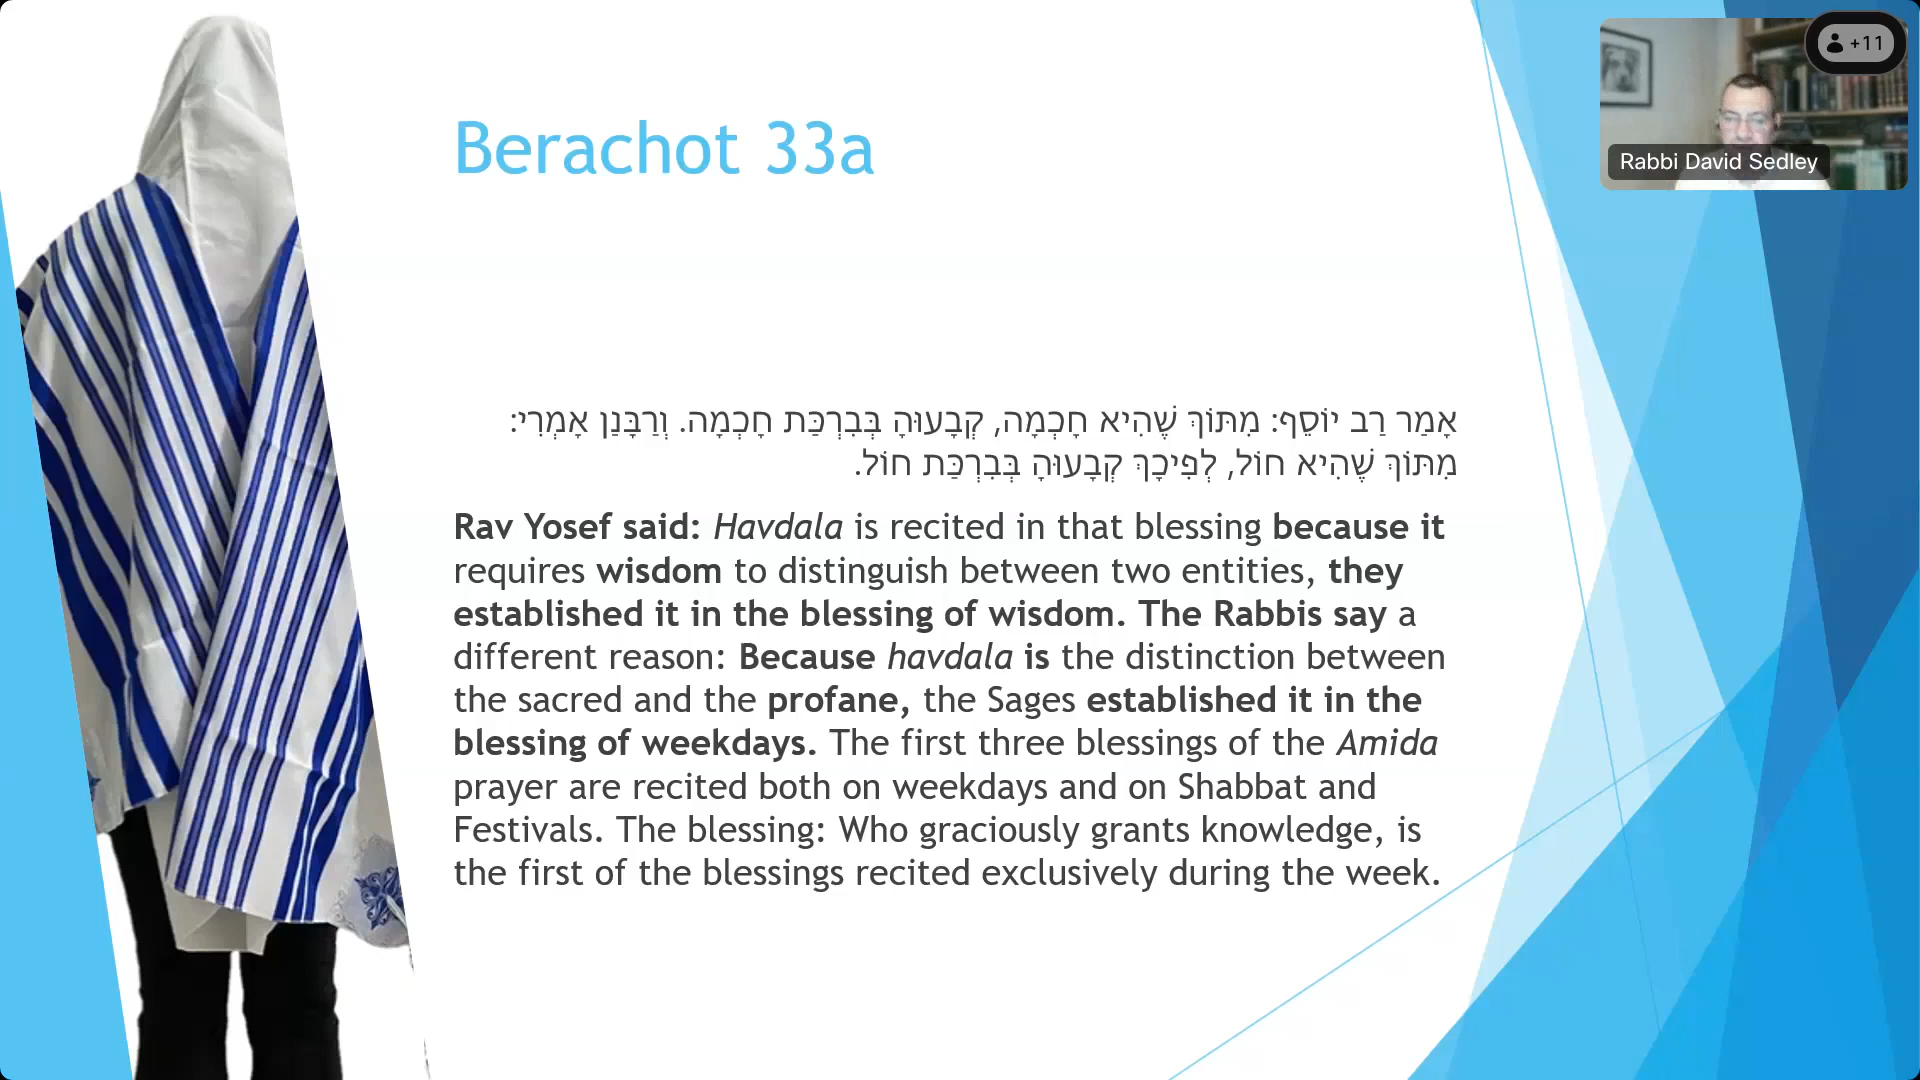 Berachot 33a
אָמַר רַב יוֹסֵף: מִתּוֹךְ שֶׁהִיא חָכְמָה, קְבָעוּהָ בְּבִרְכַּת חָכְמָה. וְרַבָּנַן אָמְרִי:
מִתּוֹךְ שֶׁהִיא חוֹל, לְפִיכָךְ קְבָעוּהָ בְּבִרְכַּת חוֹל.
Rav Yosef said: Havdala is recited in that blessing because it
requires wisdom to distinguish between two entities, they
established it in the blessing of wisdom. The Rabbis say a
different reason: Because havdala is the distinction between
the sacred and the profane, the Sages established it in the
blessing of weekdays. The first three blessings of the Amida
prayer are recited both on weekdays and on Shabbat and
Festivals. The blessing: Who graciously grants knowledge, is
the first of the blessings recited exclusively during the week.
+11
Rabbi David Sedley